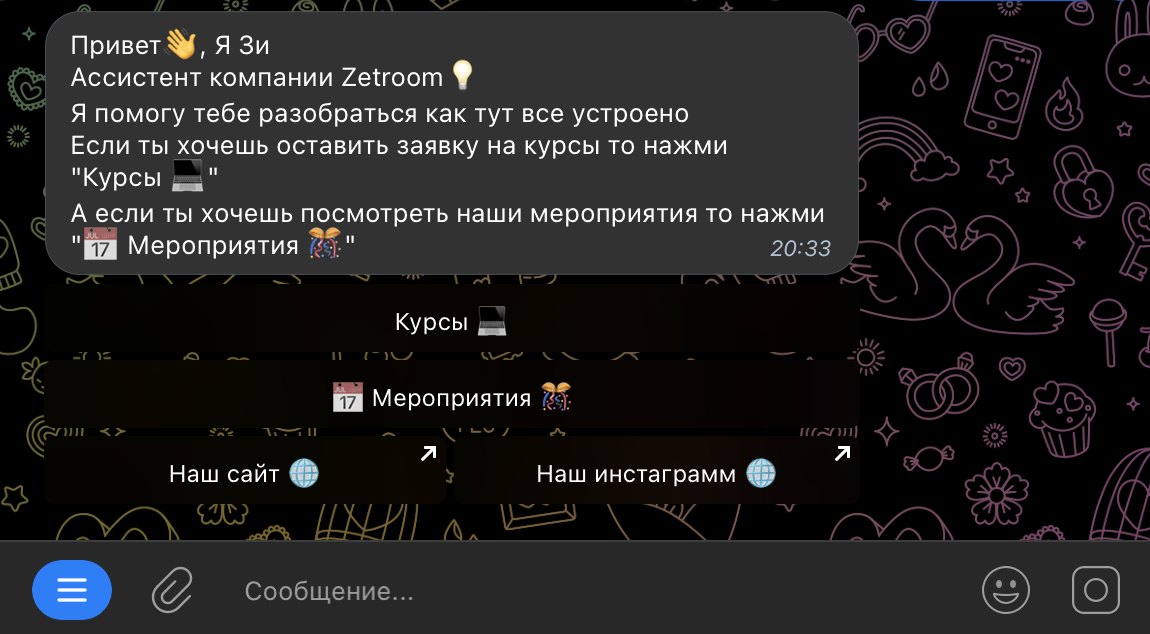 Привет👋, Я Зи
Ассистент компании Zetroom 💡
Я помогу тебе разобраться как тут все устроено
Если ты хочешь оставить заявку на курсы то нажми
"Курсы 💻"
А если ты хочешь посмотреть наши мероприятия то нажми
"📅 Мероприятия 🎊"
20:33
Курсы 💻
📅 Мероприятия 🎊
Наш сайт 🌐
Наш инстаграмм 🌐
Сообщение...